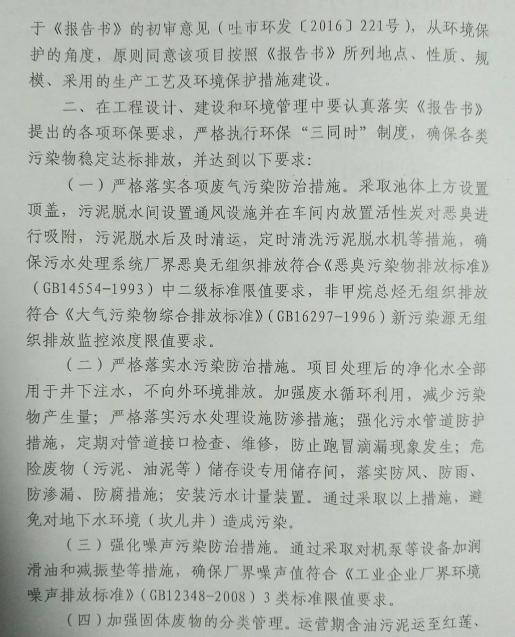 于《报告书》的初审意见（吐市环发〔2016〕221号），从环境保
护的角度，原则同意该项目按照《报告书》所列地点、性质、规
模、采用的生产工艺及环境保护措施建设。
二、在工程设计、建设和环境管理中要认真落实《报告书》
提出的各项环保要求，严格执行环保“三同时”制度，确保各类
污染物稳定达标排放，并达到以下要求：
（一）严格落实各项废气污染防治措施。采取池体上方设置
顶盖，污泥脱水间设置通风设施并在车间内放置活性炭对恶臭进
行吸附，污泥脱水后及时清运，定时清洗污泥脱水机等措施，确
保污水处理系统厂界恶臭无组织排放符合《恶臭污染物排放标准》
（GB14554-1993）中二级标准限值要求，非甲烷总烃无组织排放
符合《大气污染物综合排放标准》（GB16297-1996）新污染源无组
织排放监控浓度限值要求。
（二）严格落实水污染防治措施。项目处理后的净化水全部
用于井下注水，不向外环境排放。加强废水循环利用，减少污染
物产生量；严格落实污水处理设施防渗措施；强化污水管道防护
措施，定期对管道接口检查、维修，防止跑冒滴漏现象发生；危
险废物（污泥、油泥等）储存设专用储存间，落实防风、防雨、
防渗漏、防腐措施；安装污水计量装置。通过采取以上措施，避
免对地下水环境（坎儿井）造成污染。
（三）强化噪声污染防治措施。通过采取对机泵等设备加润
滑油和减振垫等措施，确保厂界噪声值符合《工业企业厂界环境
噪声排放标准》（GB12348-2008）3类标准限值要求。
（四）加强固体废物的分类管理。运营期含油污泥运至红莲、